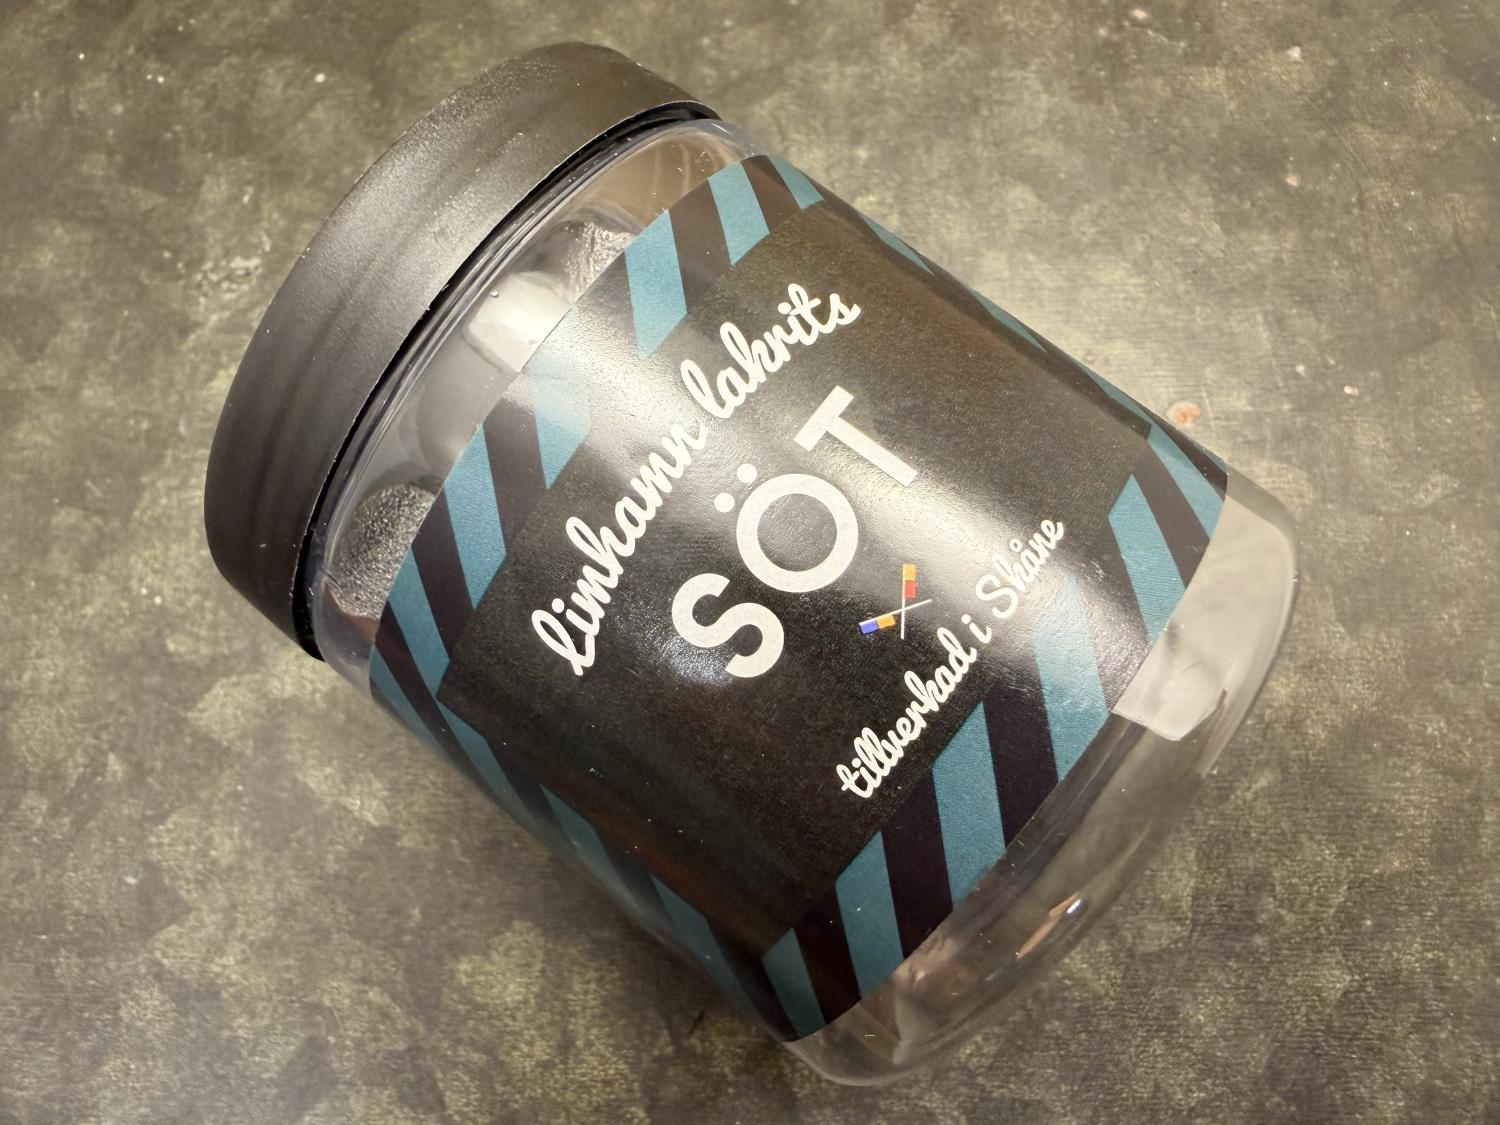 limhamn lakrits
SÖT
tillverkad i Skåne